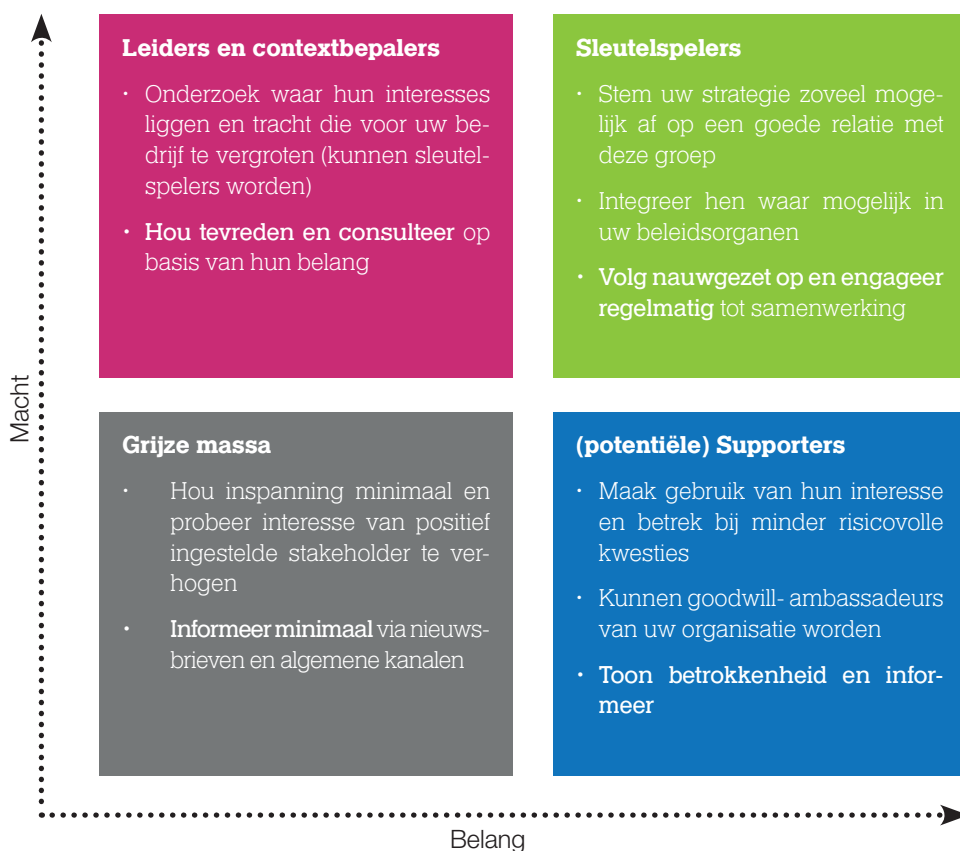 Macht
Leiders en contextbepalers
• Onderzoek waar hun interesses
liggen en tracht die voor uw be-
drijf te vergroten (kunnen sleutel-
spelers worden)
• Hou tevreden en consulteer op
basis van hun belang
Sleutelspelers
• Stem uw strategie zoveel moge-
lijk af op een goede relatie met
deze groep
• Integreer hen waar mogelijk in
uw beleidsorganen
• Volg nauwgezet op en engageer
regelmatig tot samenwerking
Grijze massa
• Hou inspanning minimaal en
probeer interesse van positief
ingestelde stakeholder te ver-
hogen
• Informeer minimaal via nieuws-
brieven en algemene kanalen
(potentiële) Supporters
• Maak gebruik van hun interesse
en betrek bij minder risicovolle
kwesties
• Kunnen goodwill- ambassadeurs
van uw organisatie worden
• Toon betrokkenheid en infor-
meer
Belang